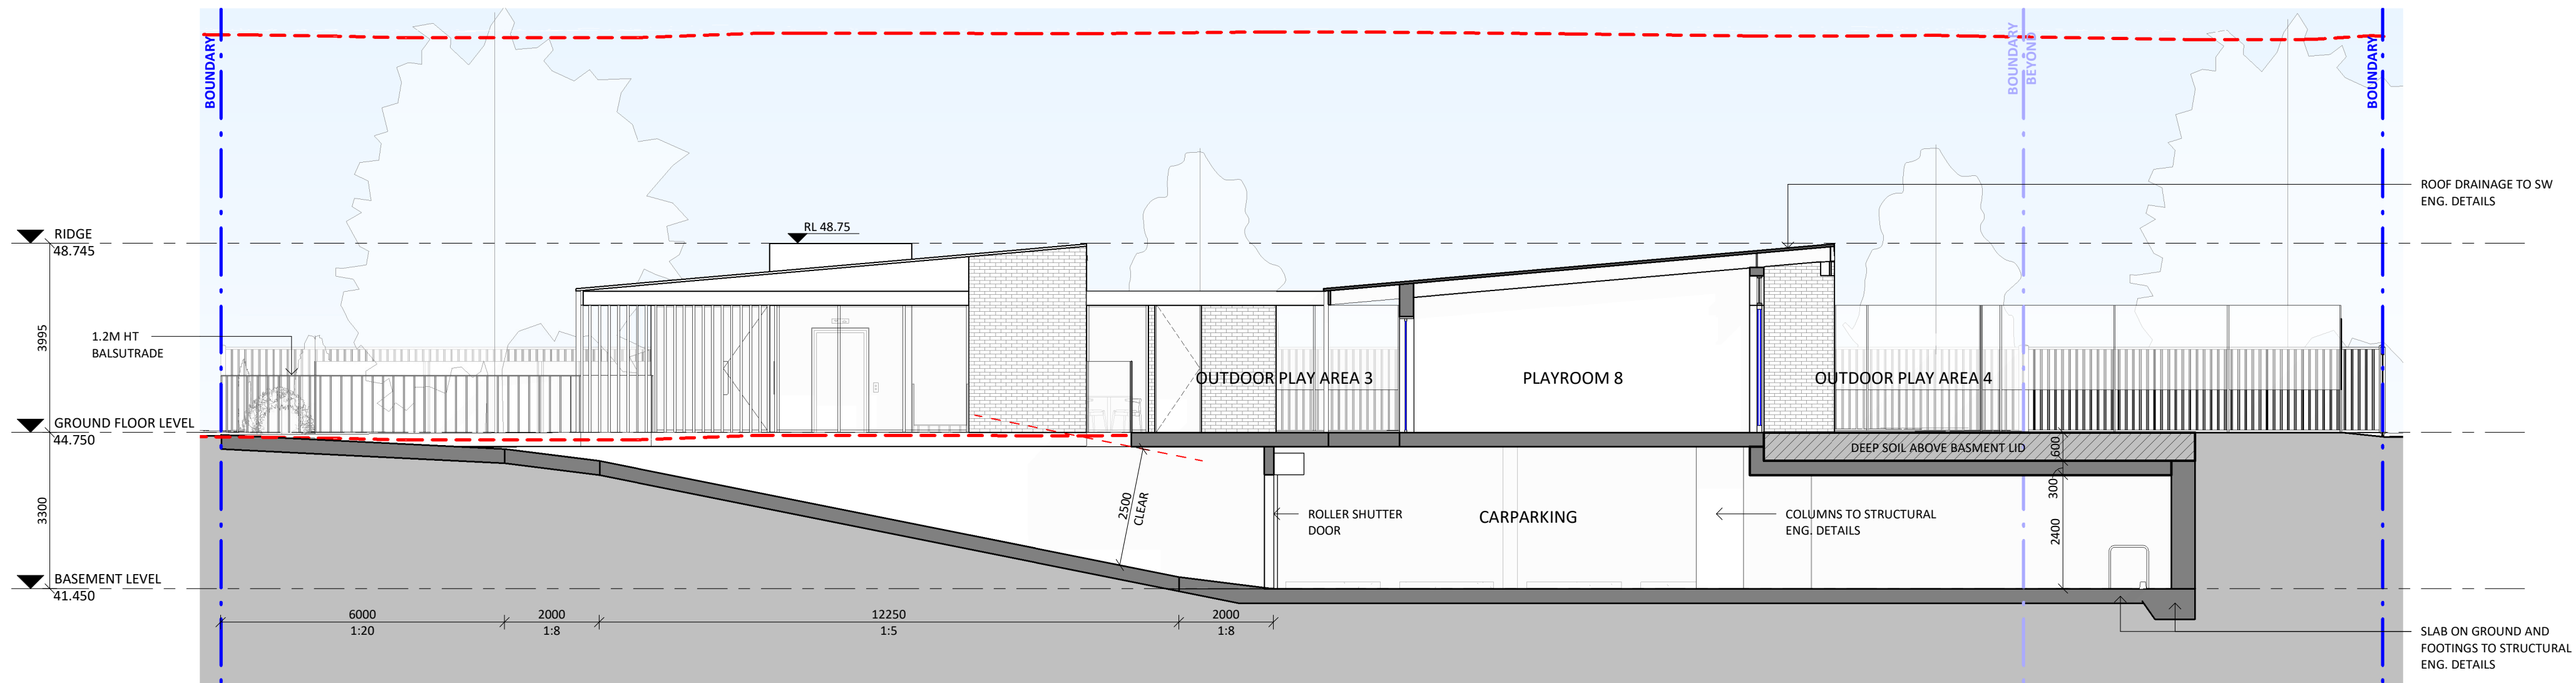 BOUNDARY
BOUNDARY
BEYOND
BOUNDARY
ROOF DRAINAGE TO SW
ENG. DETAILS
RL 48.75
RIDGE
48.745
3995
1.2M HT
BALSUTRADE
OUTDOOR PLAY AREA 3
PLAYROOM 8
OUTDOOR PLAY AREA 4
GROUND FLOOR LEVEL
44.750
DEEP SOIL ABOVE BASMENT LID
600
300
3300
2500
CLEAR
ROLLER SHUTTER
DOOR
CARPARKING
COLUMNS TO STRUCTURAL
ENG. DETAILS
2400
BASEMENT LEVEL
41.450
6000
1:20
2000
1:8
12250
1:5
2000
1:8
SLAB ON GROUND AND
FOOTINGS TO STRUCTURAL
ENG. DETAILS